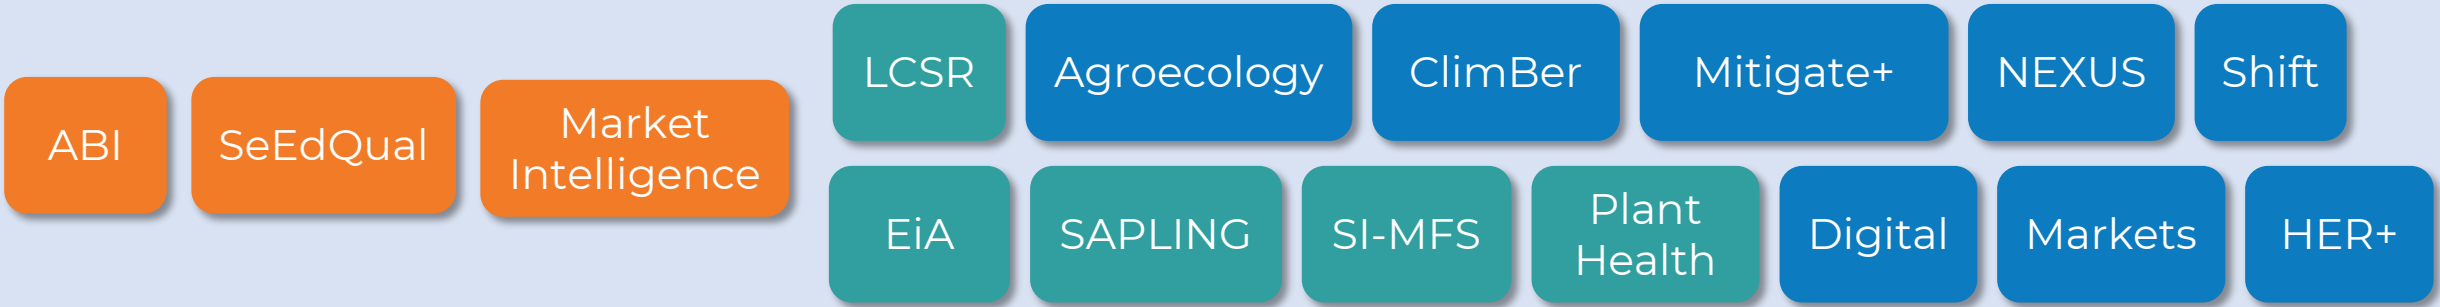 ABI
SeEdQual
Market
Intelligence
LCSR
Agroecology
ClimBer
Mitigate+
NEXUS
Shift
EiA
SAPLING
SI-MFS
Plant
Health
Digital
Markets
HER+